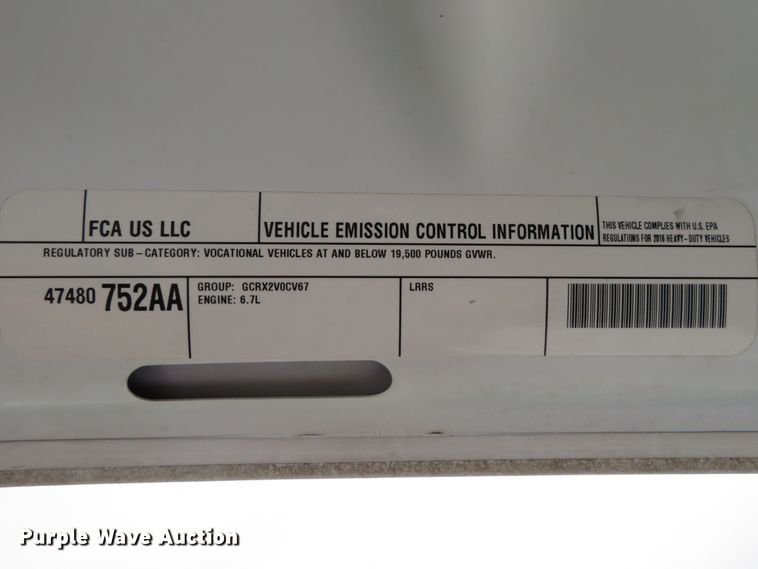 FCA US LLC
VEHICLE EMISSION CONTROL INFORMATION
THIS VEHICLE COMPLIES WITH U.S. EPA
REGULATIONS FOR 2016 HEAVY-DUTY VEHICLES
REGULATORY SUB-CATEGORY: VOCATIONAL VEHICLES AT AND BELOW 19,500 POUNDS GVWR.
47480 752AA
GROUP: GCRX2V0CV67
ENGINE: 6.7L
LRRS
Purple Wave Auction